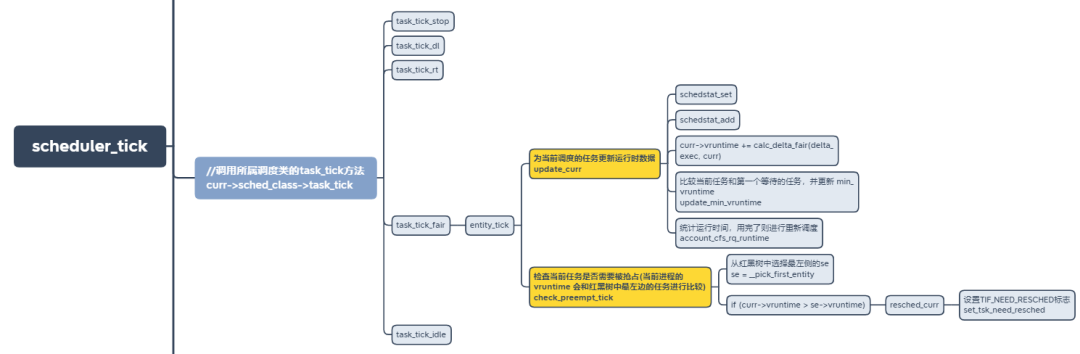 scheduler_tick
//调用所属调度类的task_tick方法
curr->sched_class->task_tick
task_tick_stop
task_tick_dl
task_tick_rt
task_tick_fair
entity_tick
为当前调度的任务更新运行时数据
update_curr
schedstat_set
schedstat_add
curr->vruntime += calc_delta_fair(delta_
exec, curr)
比较当前任务和第一个等待的任务，并更新 min_
vruntime
update_min_vruntime
统计运行时间，用完了则进行重新调度
account_cfs_rq_runtime
检查当前任务是否需要被抢占(当前进程的
vruntime 会和红黑树中最左边的任务进行比较)
check_preempt_tick
从红黑树中选择最左侧的se
se = __pick_first_entity
if (curr->vruntime > se->vruntime)
resched_curr
设置TIF_NEED_RESCHED标志
set_tsk_need_resched
task_tick_idle